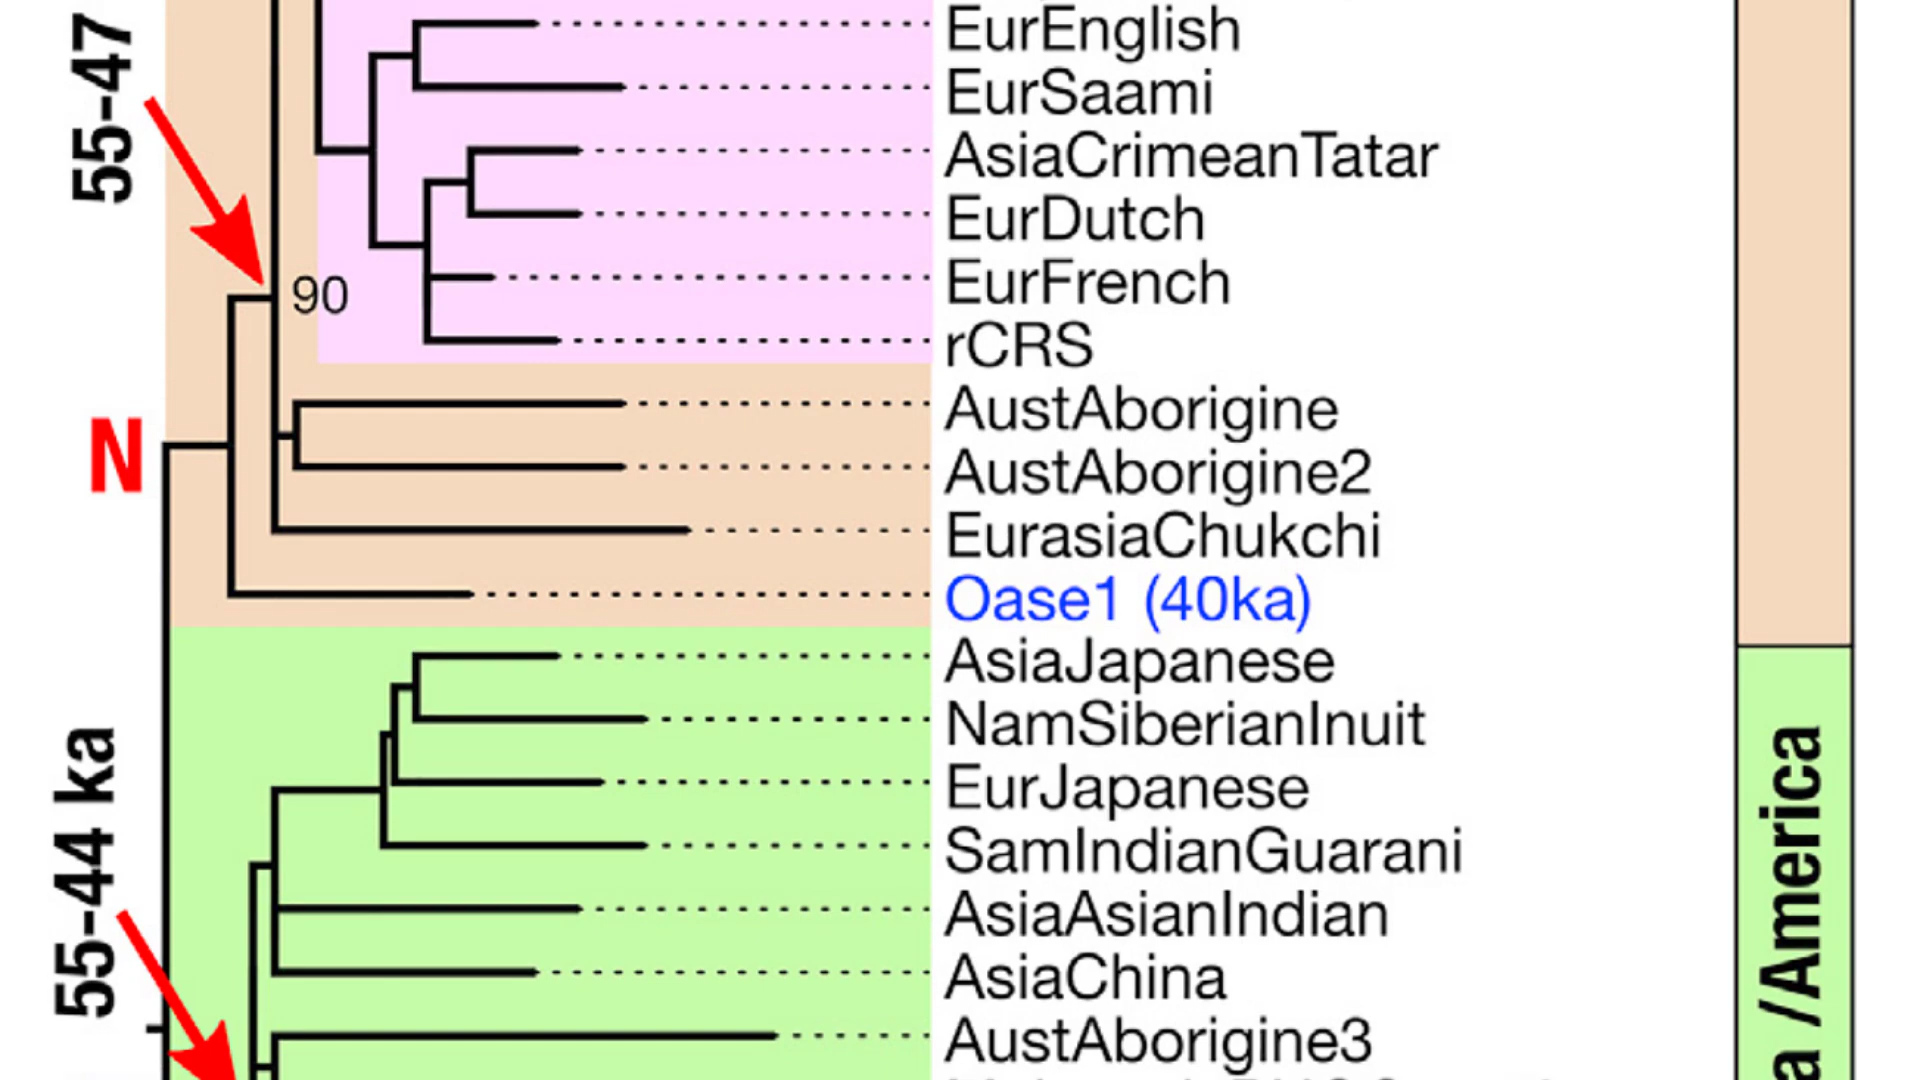 55-47
EurEnglish
EurSaami
AsiaCrimeanTatar
EurDutch
90
EurFrench
rCRS
N
AustAborigine
AustAborigine2
EurasiaChukchi
Oase1 (40ka)
AsiaJapanese
NamSiberianInuit
EurJapanese
55-44 ka
SamIndianGuarani
a /America
AsiaAsianIndian
AsiaChina
AustAborigine3